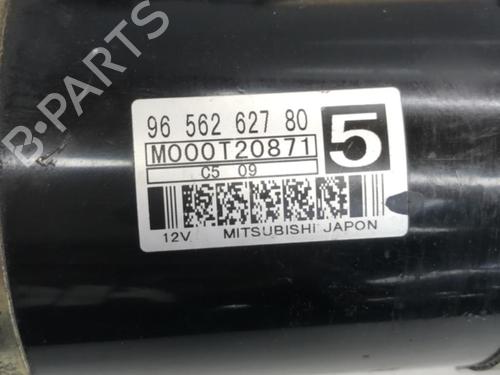 B-PARTS
96 562 627 80
5
M000T20871
C5 09
12V MITSUBISHI JAPON